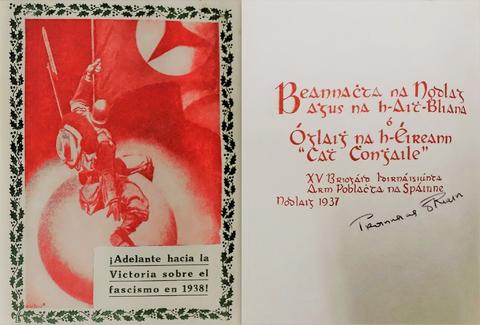 ¡Adelante hacia la
Victoria sobre el
fascismo en 1938!
Beannaċta na Nodlag
agus na h-Aiṫ-Bliana
ó
Óglaiġ na h-Éireann
"Caṫ Conġaile"
XV Briogáid Idirnáisiúnta
Arm Poblaċta na Spáinne
Nodlaig 1937